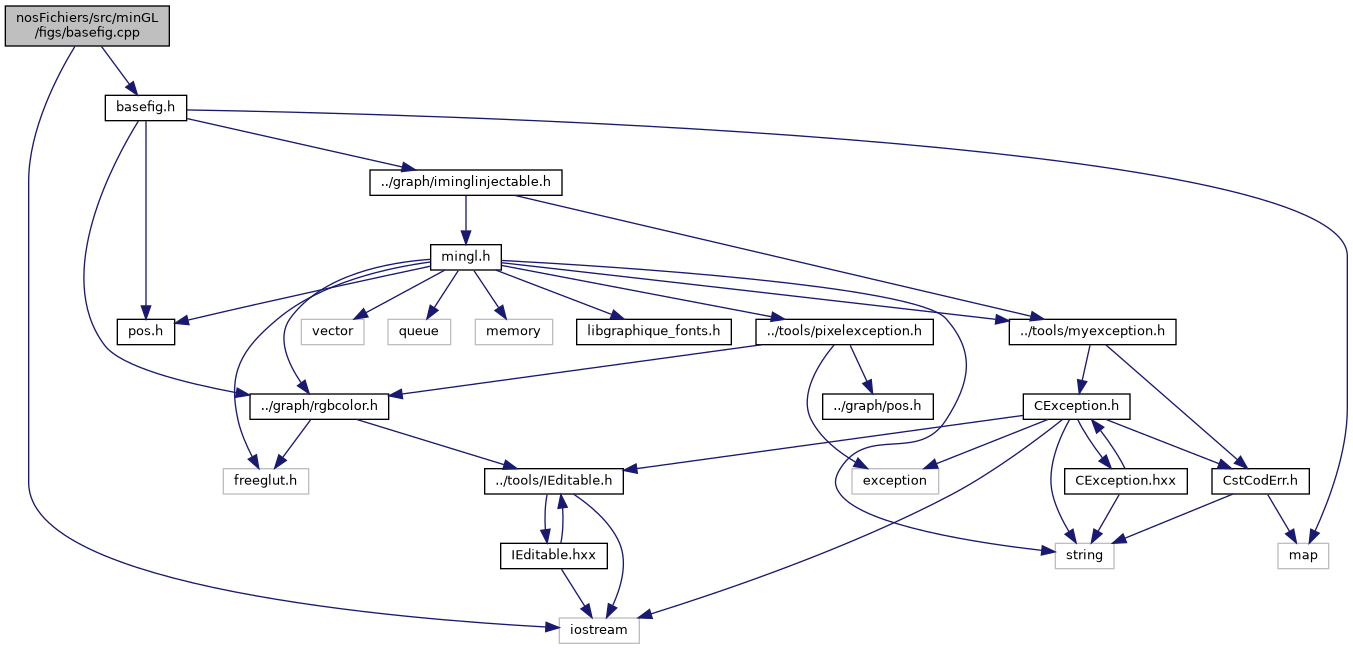 nosFichiers/src/minGL
/figs/basefig.cpp
basefig.h
../graph/iminglinjectable.h
mingl.h
pos.h
vector
queue
memory
libgraphique_fonts.h
../tools/pixelexception.h
../tools/myexception.h
../graph/rgbcolor.h
../graph/pos.h
CException.h
freeglut.h
../tools/IEditable.h
exception
CException.hxx
CstCodErr.h
IEditable.hxx
string
map
iostream